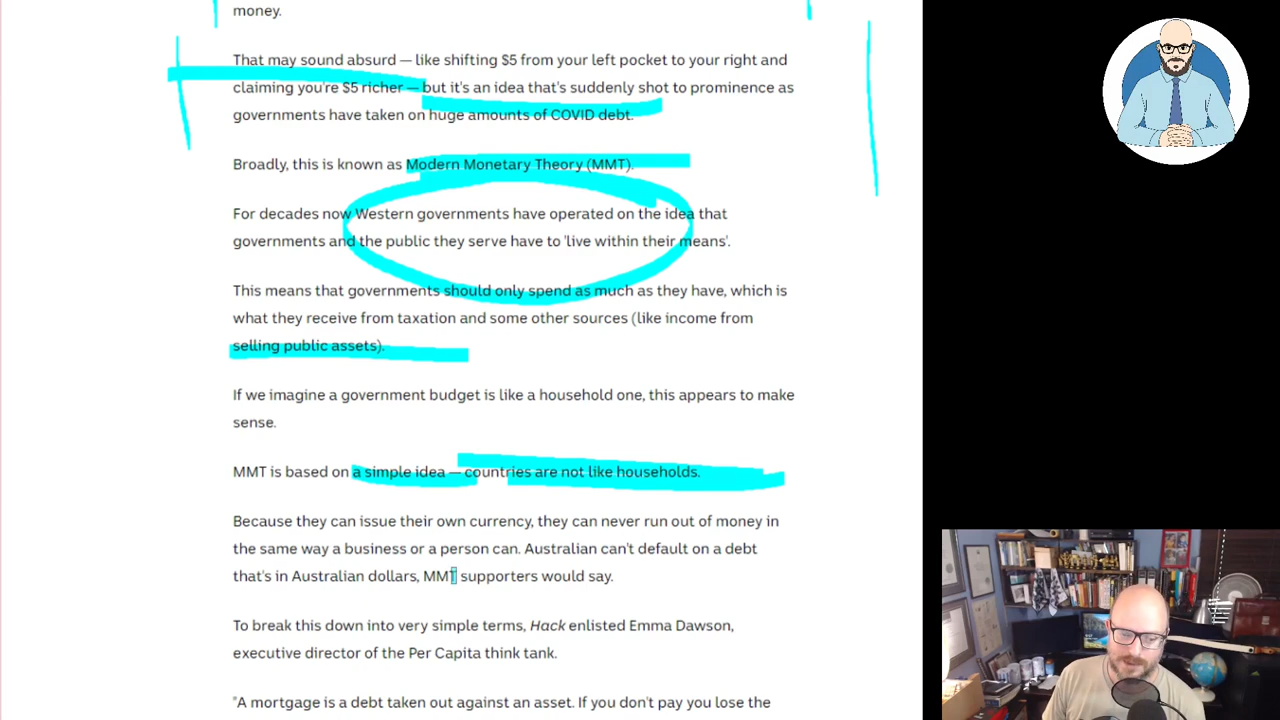 money.
That may sound absurd — like shifting $5 from your left pocket to your right and
claiming you're $5 richer — but it's an idea that's suddenly shot to prominence as
governments have taken on huge amounts of COVID debt.
Broadly, this is known as Modern Monetary Theory (MMT).
For decades now Western governments have operated on the idea that
governments and the public they serve have to 'live within their means'.
This means that governments should only spend as much as they have, which is
what they receive from taxation and some other sources (like income from
selling public assets).
If we imagine a government budget is like a household one, this appears to make
sense.
MMT is based on a simple idea — countries are not like households.
Because they can issue their own currency, they can never run out of money in
the same way a business or a person can. Australian can't default on a debt
that's in Australian dollars, MMT supporters would say.
To break this down into very simple terms, Hack enlisted Emma Dawson,
executive director of the Per Capita think tank.
"A mortgage is a debt taken out against an asset. If you don't pay you lose the